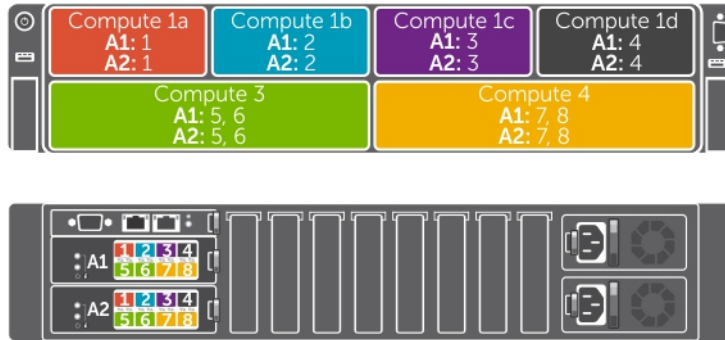 Compute 1a
A1: 1
A2: 1
Compute 1b
A1: 2
A2: 2
Compute 1c
A1: 3
A2: 3
Compute 1d
A1: 4
A2: 4
Compute 3
A1: 5, 6
A2: 5, 6
Compute 4
A1: 7, 8
A2: 7, 8
A1
1 2 3 4
5 6 7 8
A2
1 2 3 4
5 6 7 8